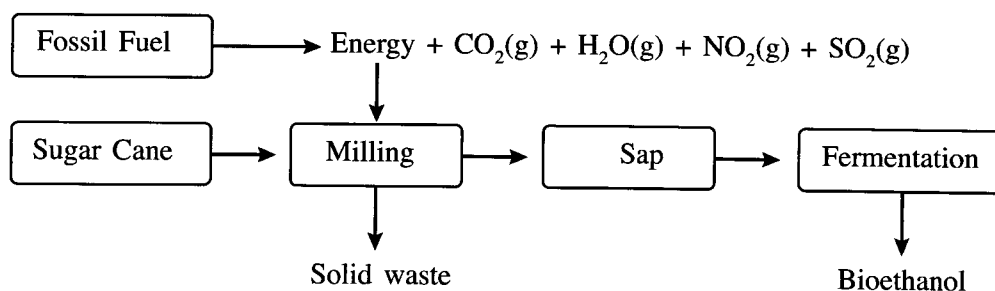 Fossil Fuel
Energy + CO₂(g) + H₂O(g) + NO₂(g) + SO₂(g)
Sugar Cane
Milling
Sap
Fermentation
Solid waste
Bioethanol